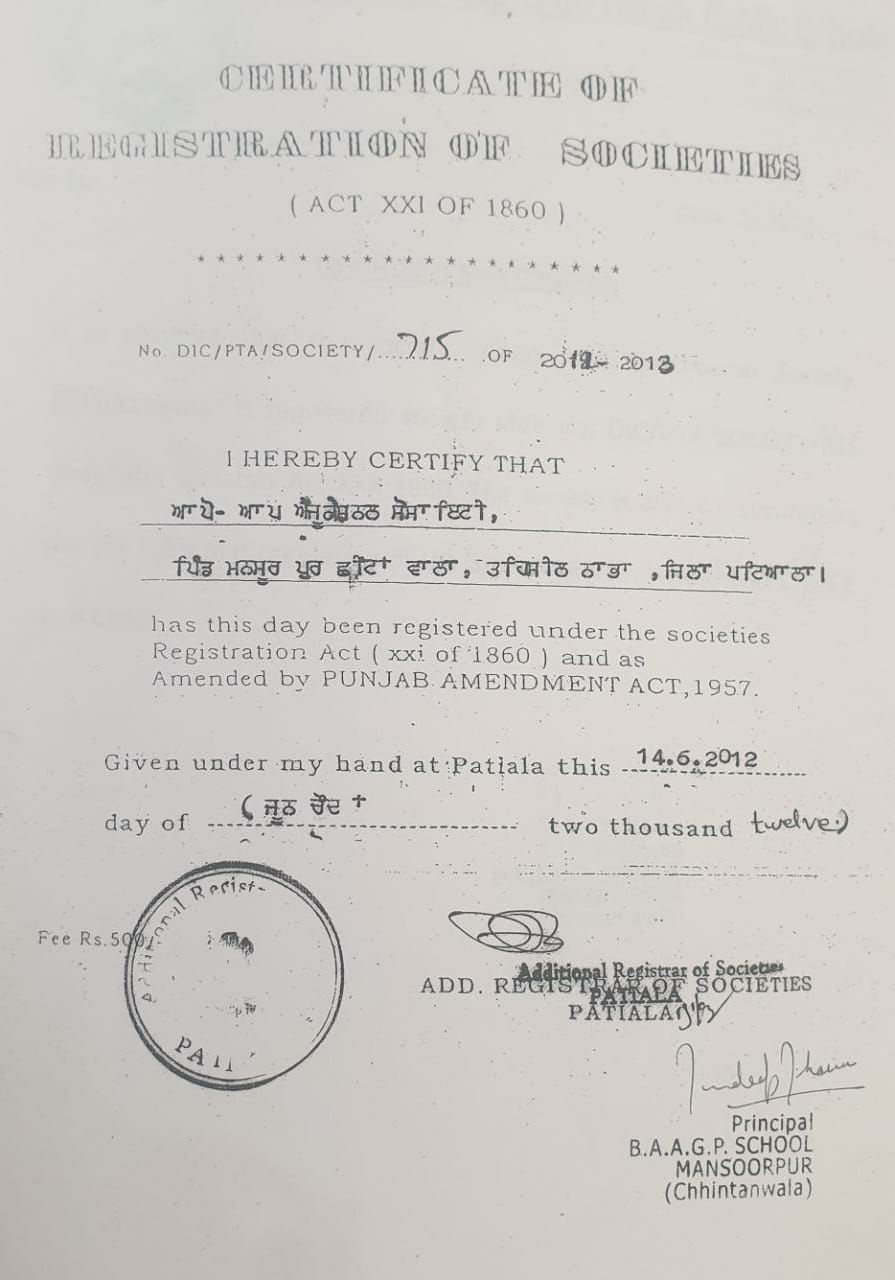 CERTIFICATE OF
REGISTRATION OF SOCIETIES
( ACT XXI OF 1860 )
* * * * * * * * * * * * * * * * * * * *
No. DIC/PTA/SOCIETY/....715... OF 2012- 2013
I HEREBY CERTIFY THAT
ਆਪੋ- ਆਪ ਐਜੂਕੇਸ਼ਨਲ ਸੋਸਾਇਟੀ,
ਪਿੰਡ ਮਨਸੂਰ ਪੁਰ ਛੀਂਟਾਂ ਵਾਲਾ, ਤਹਿਸੀਲ ਨਾਭਾ ,ਜਿਲਾ ਪਟਿਆਲਾ।
has this day been registered under the societies
Registration Act ( xxi of 1860 ) and as
Amended by PUNJAB AMENDMENT ACT,1957.
Given under my hand at Patiala this 14.6.2012
day of ( ਜੂਨ ਚੌਦਾਂ two thousand twelve)
Additional Regist-
Fee Rs.500/
Additional Registrar of Societies
ADD. REGISTRAR OF SOCIETIES
PATIALA
PATIALA
Principal
B.A.A.G.P. SCHOOL
MANSOORPUR
(Chhintanwala)